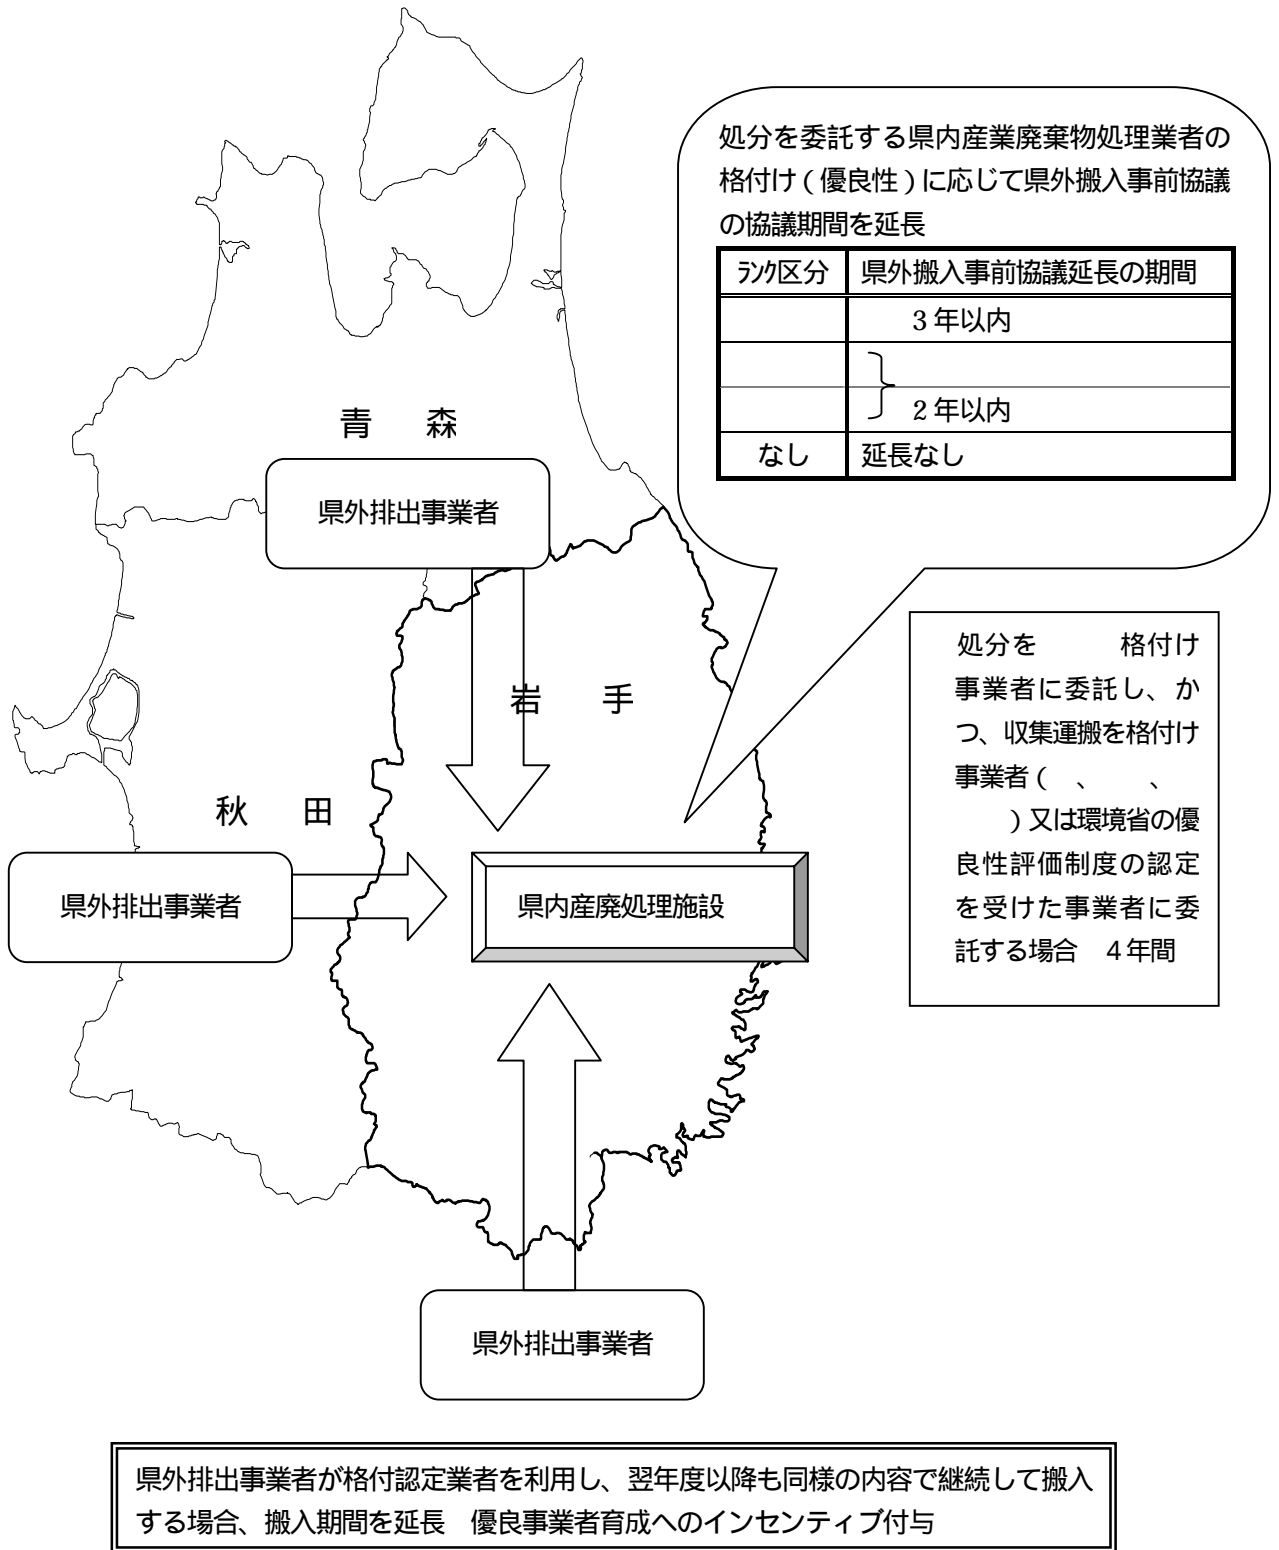 処分を委託する県内産業廃棄物処理業者の
格付け(優良性)に応じて県外搬入事前協議
の協議期間を延長
ﾗﾝｸ区分 県外搬入事前協議延長の期間
3年以内
2年以内
なし 延長なし
青 森
県外排出事業者
岩 手
処分を 格付け
事業者に委託し、か
つ、収集運搬を格付け
事業者( 、 、
)又は環境省の優
良性評価制度の認定
を受けた事業者に委
託する場合 4年間
秋 田
県外排出事業者
県内産廃処理施設
県外排出事業者
県外排出事業者が格付認定業者を利用し、翌年度以降も同様の内容で継続して搬入
する場合、搬入期間を延長 優良事業者育成へのインセンティブ付与